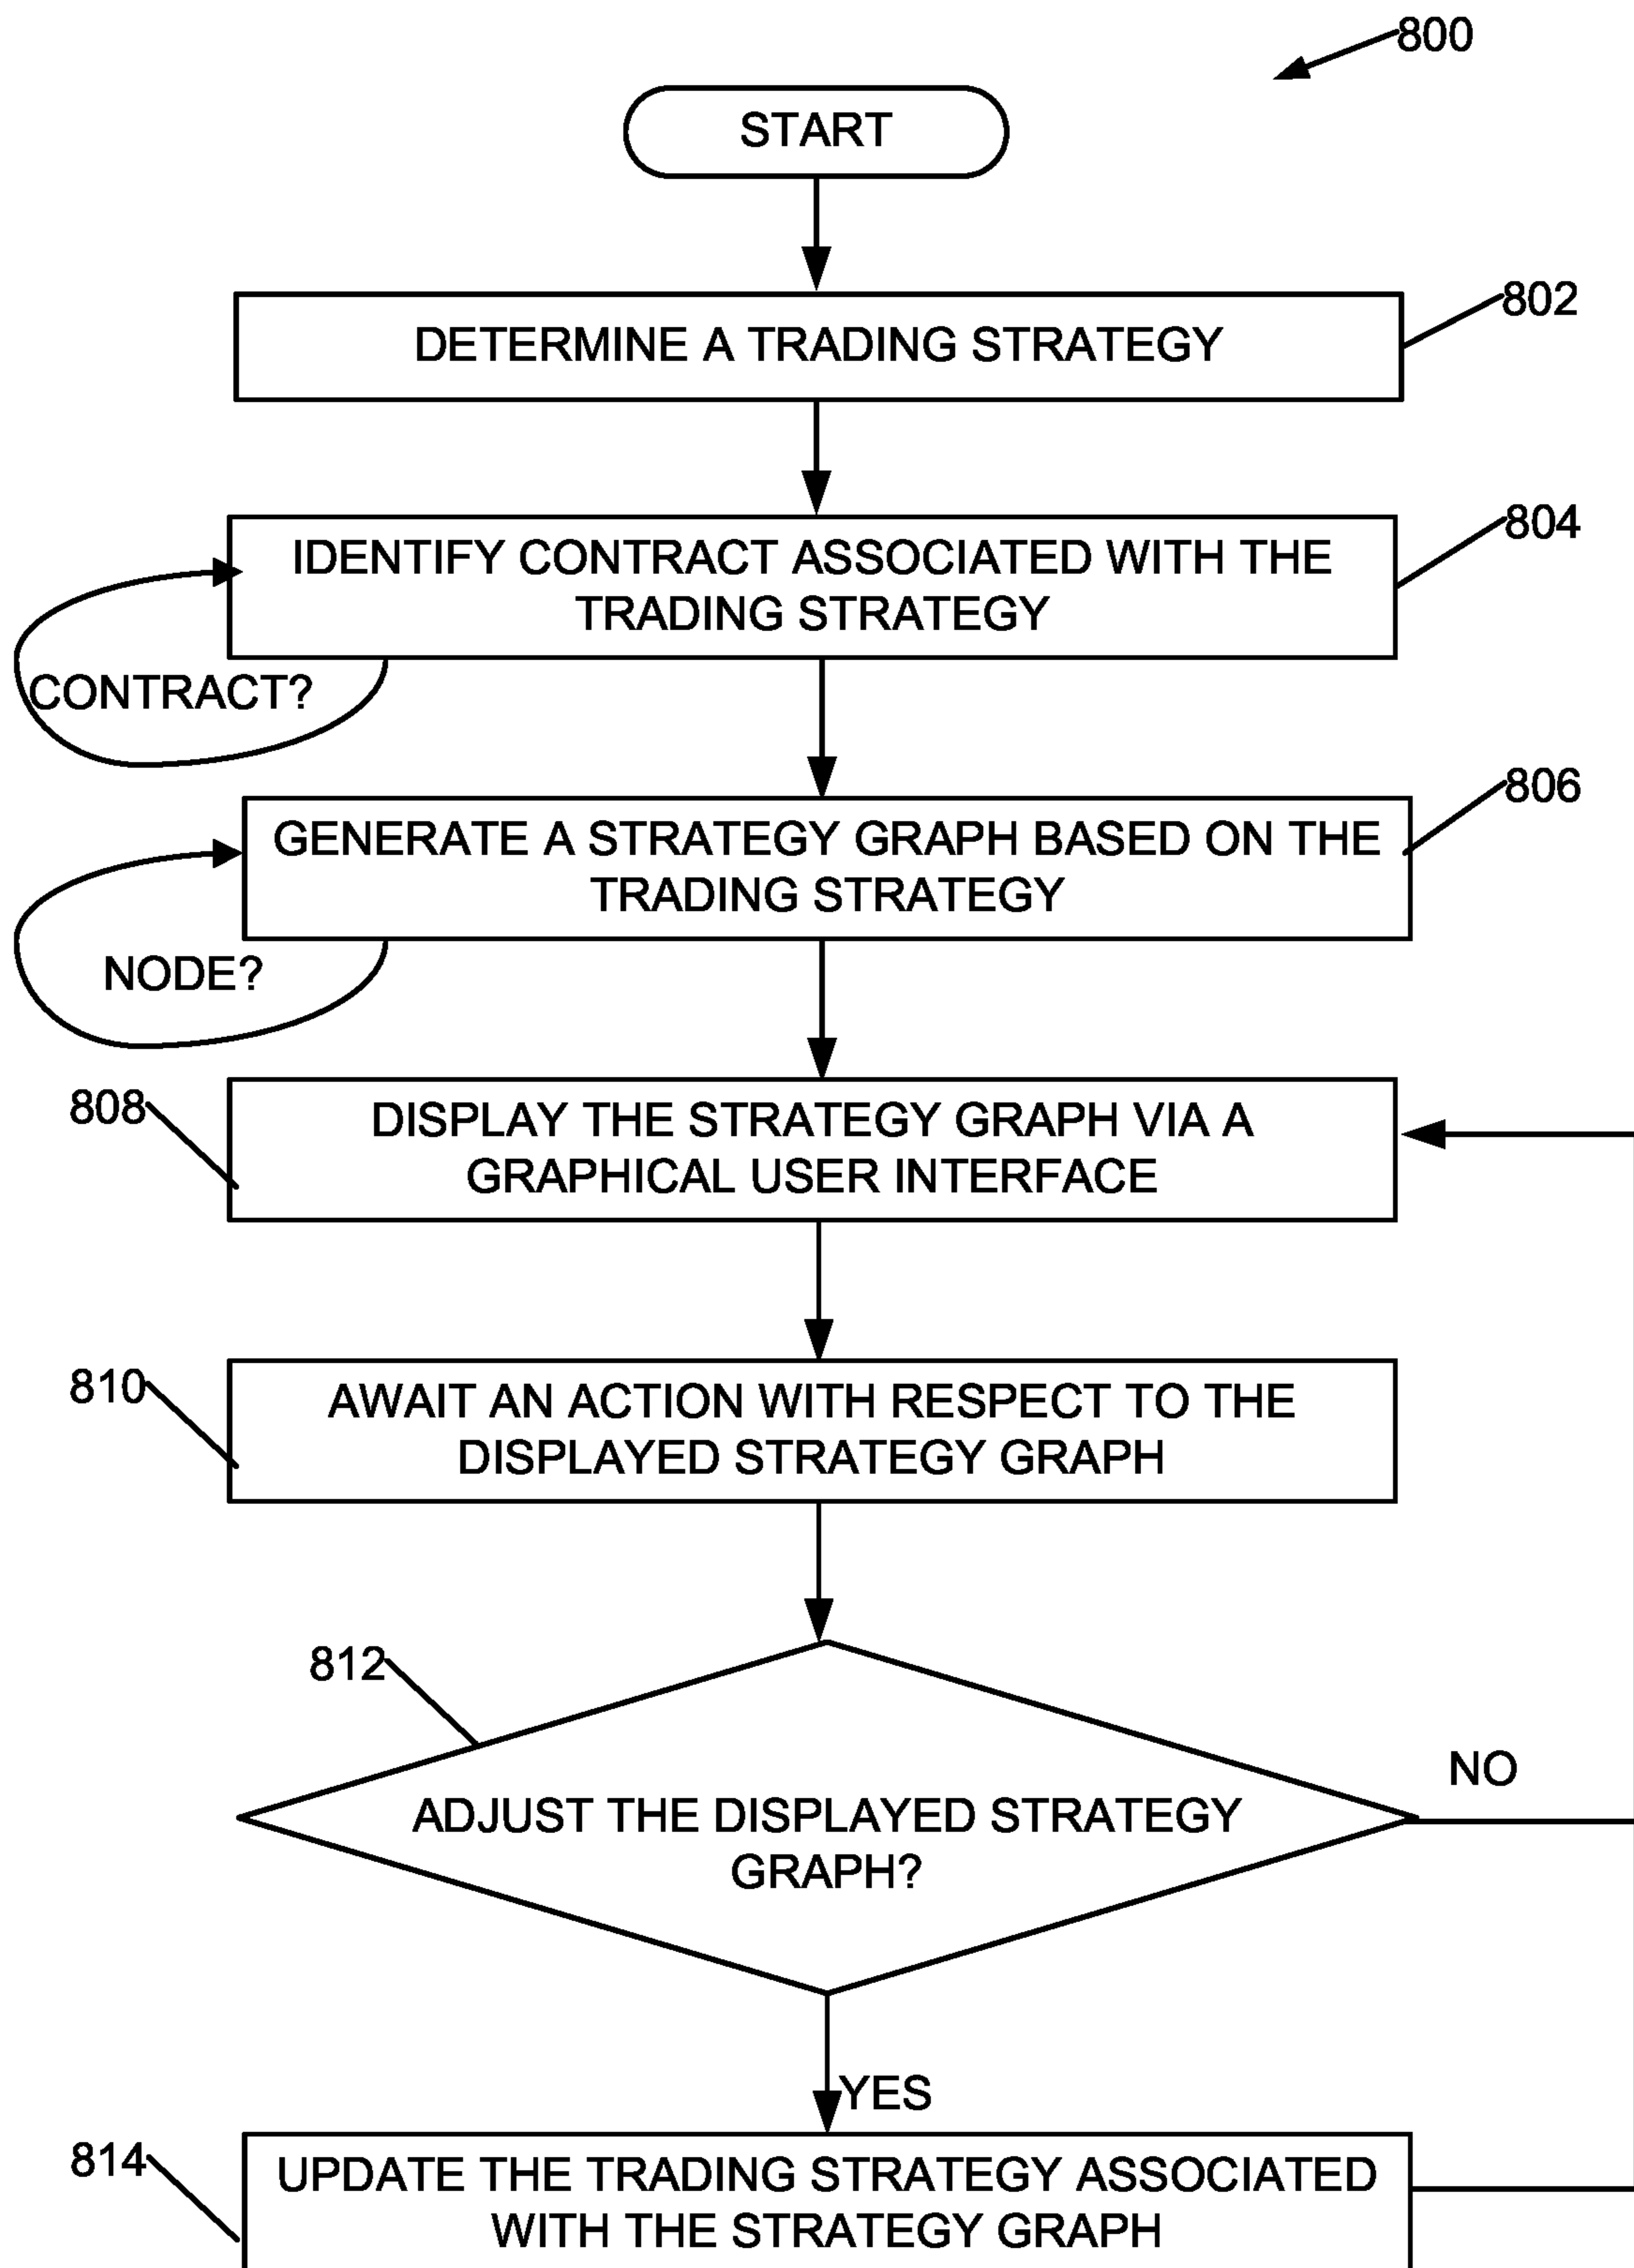 800
START
DETERMINE A TRADING STRATEGY
802
IDENTIFY CONTRACT ASSOCIATED WITH THE
TRADING STRATEGY
804
CONTRACT?
GENERATE A STRATEGY GRAPH BASED ON THE
TRADING STRATEGY
806
NODE?
808
DISPLAY THE STRATEGY GRAPH VIA A
GRAPHICAL USER INTERFACE
810
AWAIT AN ACTION WITH RESPECT TO THE
DISPLAYED STRATEGY GRAPH
812
ADJUST THE DISPLAYED STRATEGY
GRAPH?
NO
YES
814
UPDATE THE TRADING STRATEGY ASSOCIATED
WITH THE STRATEGY GRAPH